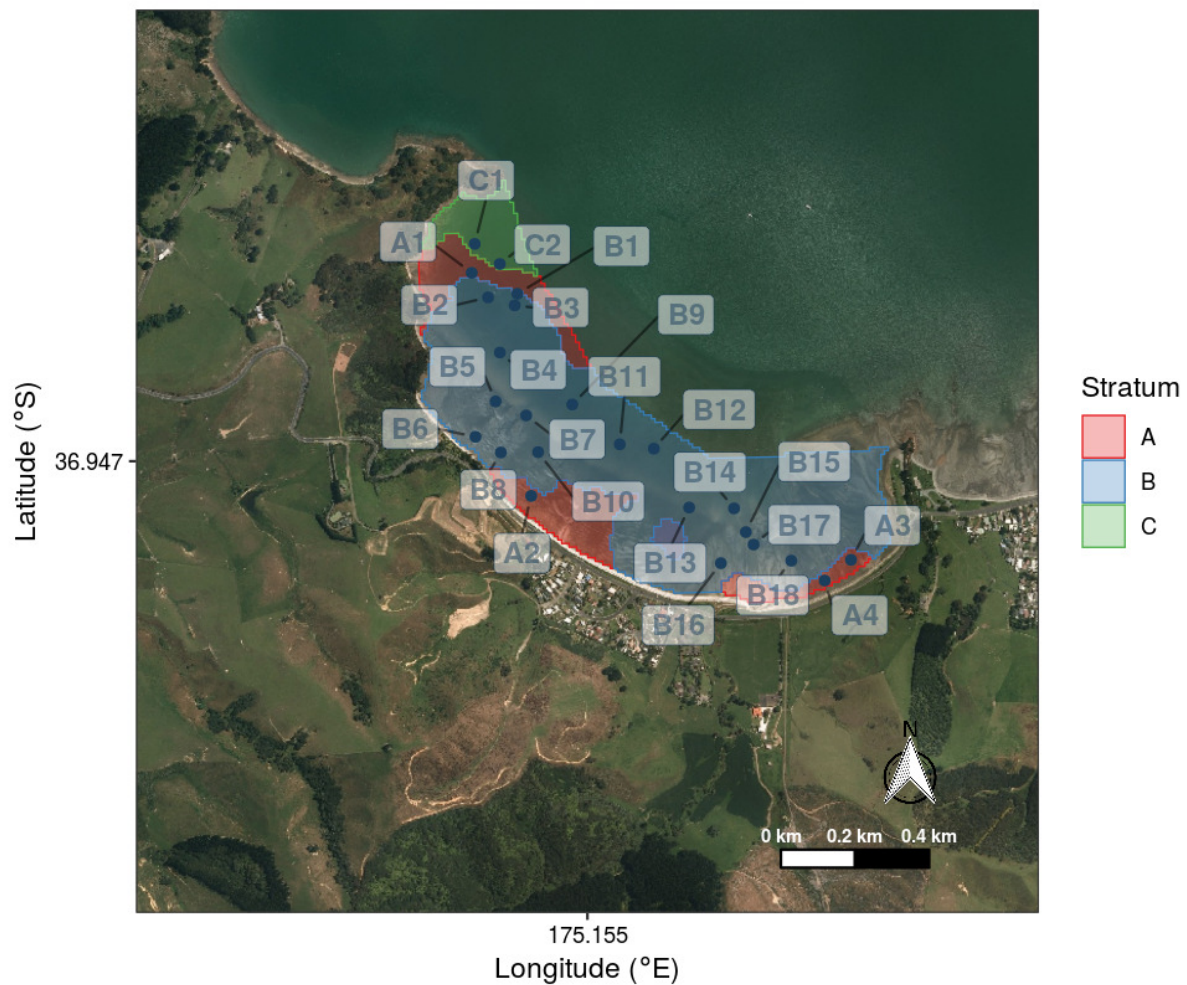 C1
A1
C2
B1
B2
B3
B9
B5
B4
B11
B12
B6
B7
B14
B15
B8
B10
B17
A3
A2
B13
B18
B16
A4
Stratum
A
B
C
Latitude (°S)
36.947
N
0 km 0.2 km 0.4 km
175.155
Longitude (°E)